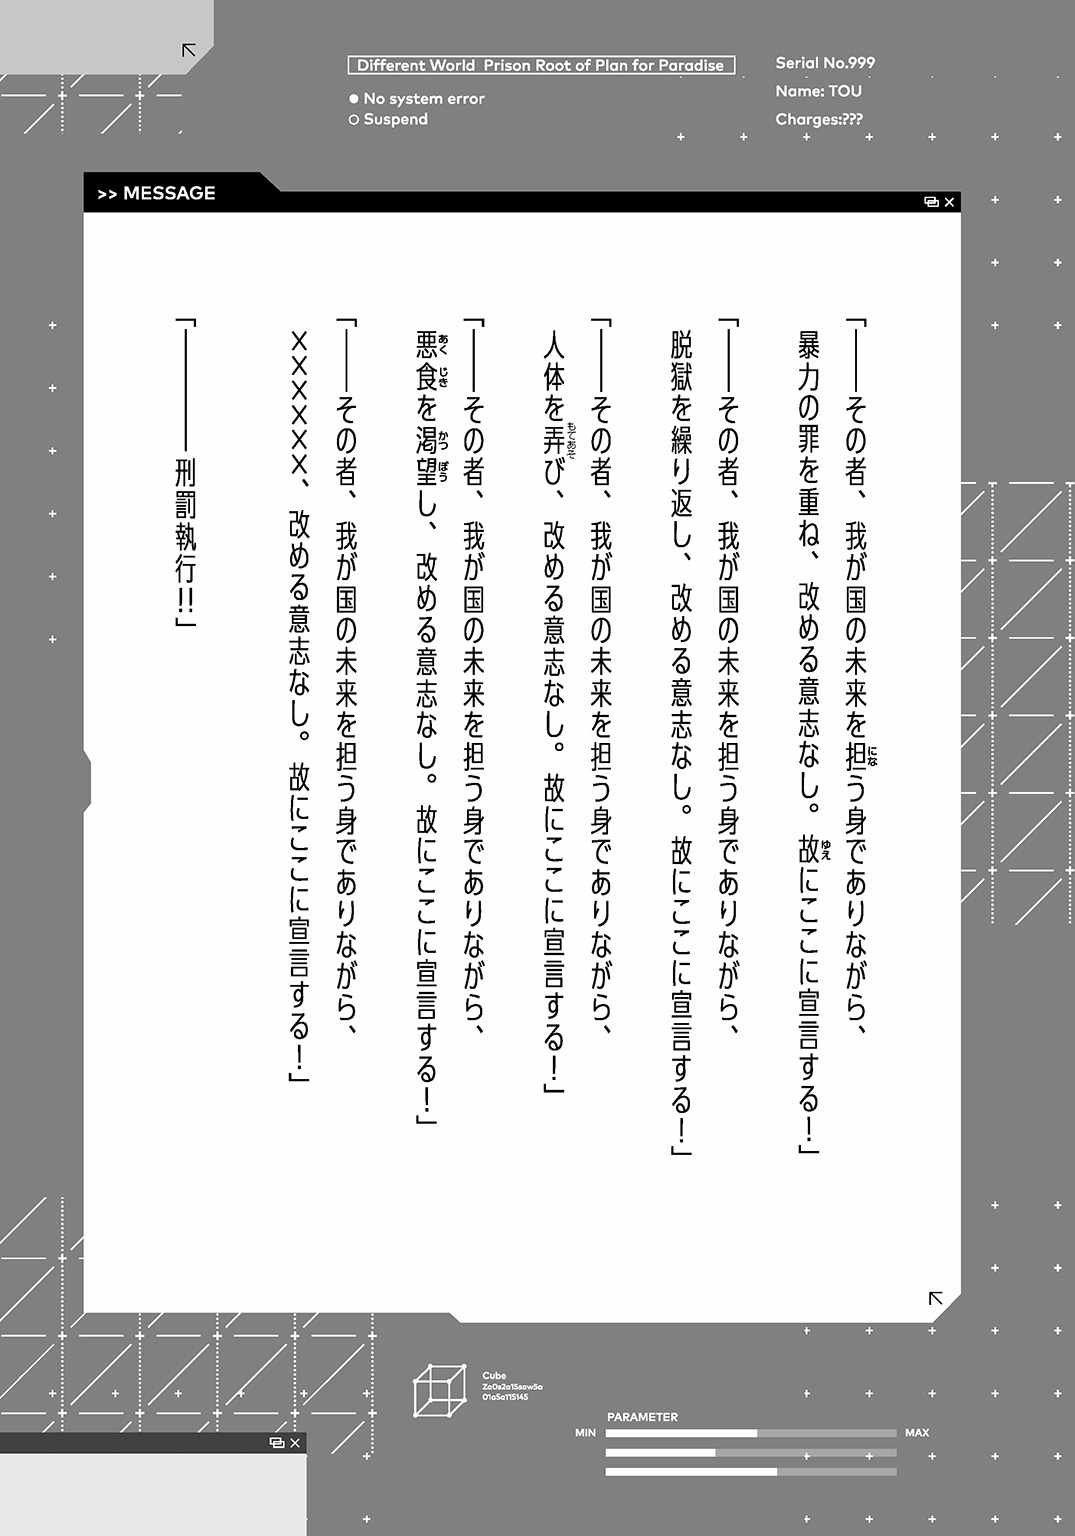 Different World Prison Root of Plan for Paradise
● No system error
○ Suspend
Serial No.999
Name: TOU
Charges:???
>> MESSAGE
「――その者、我が国の未来を担う身でありながら、
暴力の罪を重ね、改める意志なし。故にここに宣言する！」
「――その者、我が国の未来を担う身でありながら、
脱獄を繰り返し、改める意志なし。故にここに宣言する！」
「――その者、我が国の未来を担う身でありながら、
人体を弄び、改める意志なし。故にここに宣言する！」
「――その者、我が国の未来を担う身でありながら、
悪食を渇望し、改める意志なし。故にここに宣言する！」
「――その者、我が国の未来を担う身でありながら、
××××××、改める意志なし。故にここに宣言する！」
「――――刑罰執行!!」
Cube
Za0s2a15saw5a
01a5a115145
PARAMETER
MIN
MAX